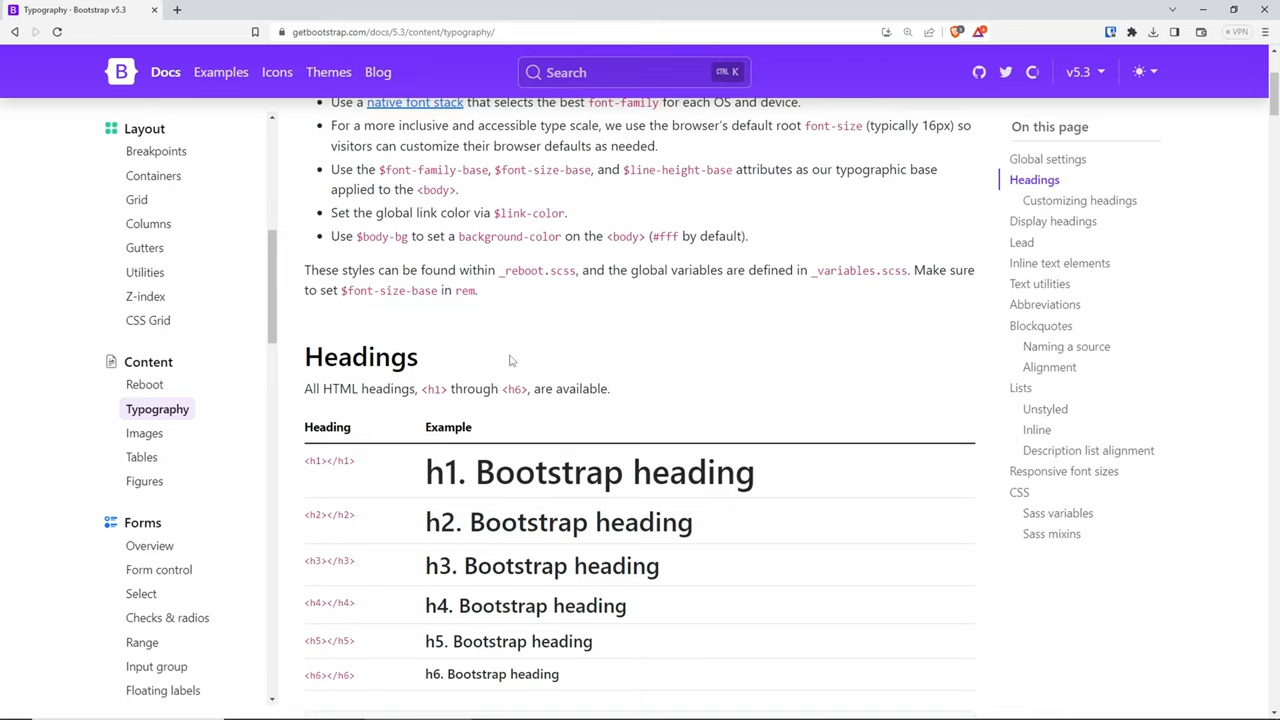 Typography · Bootstrap v5.3
getbootstrap.com/docs/5.3/content/typography/
VPN
B Docs Examples Icons Themes Blog
Search CTRL K
v5.3
Layout
Breakpoints
Containers
Grid
Columns
Gutters
Utilities
Z-index
CSS Grid
Content
Reboot
Typography
Images
Tables
Figures
Forms
Overview
Form control
Select
Checks & radios
Range
Input group
Floating labels
• Use a native font stack that selects the best font-family for each OS and device.
• For a more inclusive and accessible type scale, we use the browser's default root font-size (typically 16px) so
visitors can customize their browser defaults as needed.
• Use the $font-family-base, $font-size-base, and $line-height-base attributes as our typographic base
applied to the <body>.
• Set the global link color via $link-color.
• Use $body-bg to set a background-color on the <body> (#fff by default).
These styles can be found within _reboot.scss, and the global variables are defined in _variables.scss. Make sure
to set $font-size-base in rem.
Headings
All HTML headings, <h1> through <h6>, are available.
Heading Example
<h1></h1> h1. Bootstrap heading
<h2></h2> h2. Bootstrap heading
<h3></h3> h3. Bootstrap heading
<h4></h4> h4. Bootstrap heading
<h5></h5> h5. Bootstrap heading
<h6></h6> h6. Bootstrap heading
On this page
Global settings
Headings
Customizing headings
Display headings
Lead
Inline text elements
Text utilities
Abbreviations
Blockquotes
Naming a source
Alignment
Lists
Unstyled
Inline
Description list alignment
Responsive font sizes
CSS
Sass variables
Sass mixins